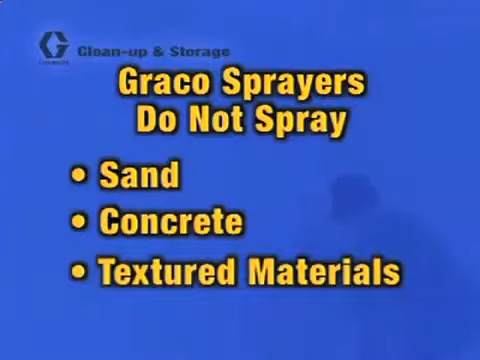 Clean-up & Storage
Graco Sprayers
Do Not Spray
• Sand
• Concrete
• Textured Materials